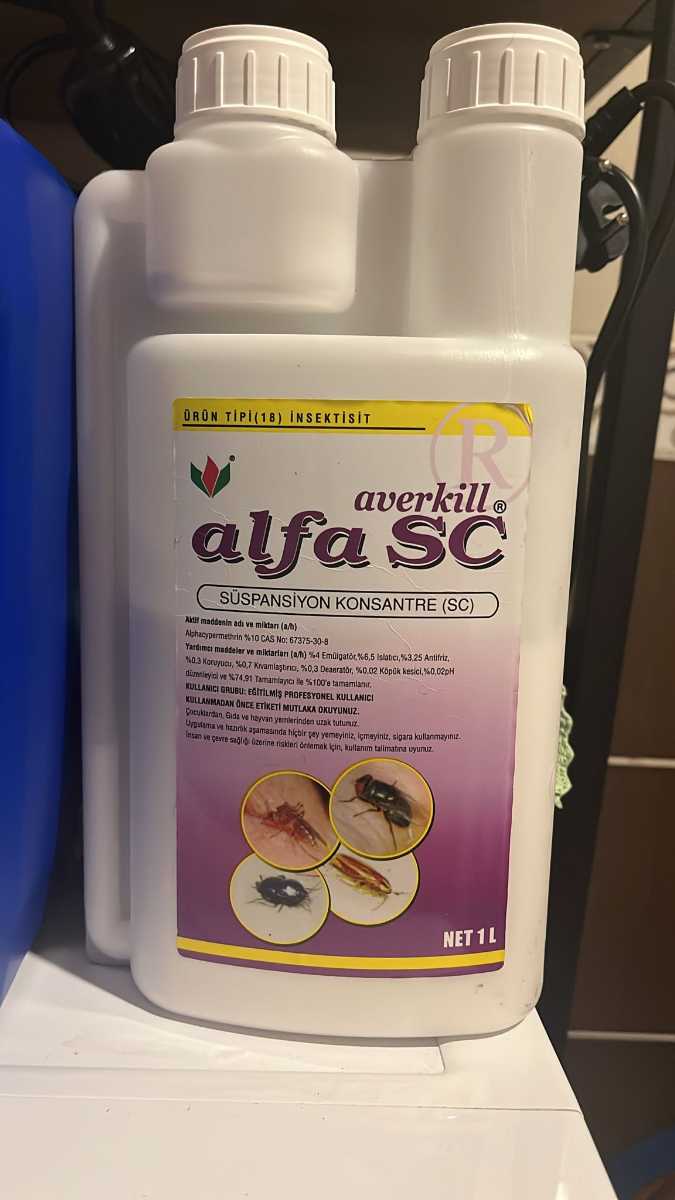 ÜRÜN TİPİ(18) İNSEKTİSİT
R
averkill®
alfa SC
SÜSPANSİYON KONSANTRE (SC)
Aktif maddenin adı ve miktarı (a/h)
Alphacypermethrin %10 CAS No: 67375-30-8
Yardımcı maddeler ve miktarları (a/h) %4 Emülgatör,%6,5 Islatıcı,%3,25 Antifriz,
%0,3 Koruyucu, %0,7 Kıvamlaştırıcı, %0,3 Deaeratör, %0,02 Köpük kesici,%0,02pH
düzenleyici ve %74,91 Tamamlayıcı ile %100'e tamamlanır.
KULLANICI GRUBU: EĞİTİLMİŞ PROFESYONEL KULLANICI
KULLANMADAN ÖNCE ETİKETİ MUTLAKA OKUYUNUZ.
Çocuklardan, Gıda ve hayvan yemlerinden uzak tutunuz.
Uygulama ve hazırlık aşamasında hiçbir şey yemeyiniz, içmeyiniz, sigara kullanmayınız.
İnsan ve çevre sağlığı üzerine riskleri önlemek için, kullanım talimatına uyunuz.
NET 1 L